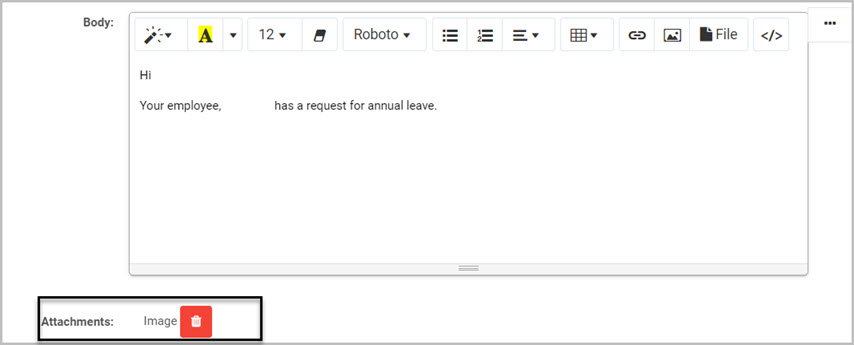 Body:
A 12 Roboto File </> •••
Hi
Your employee, has a request for annual leave.
Attachments: Image